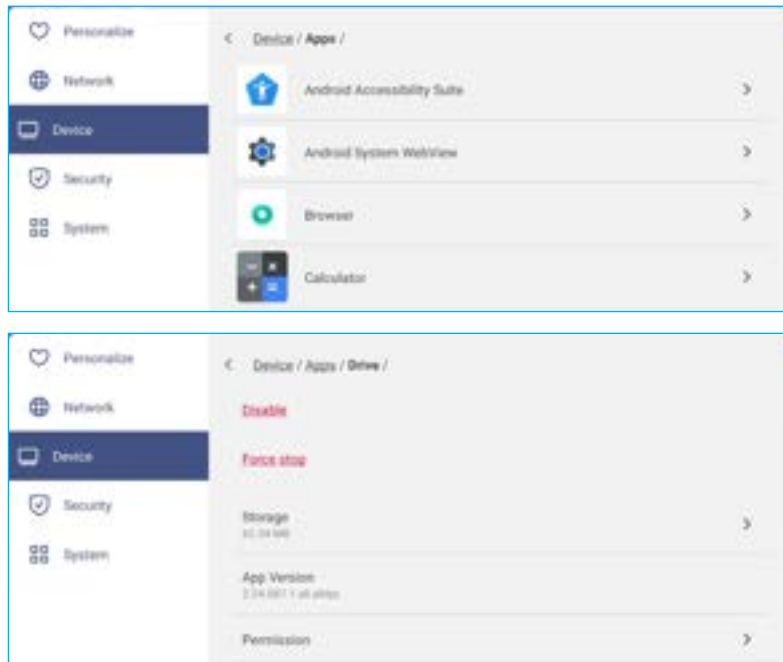 Personalize
Network
Device
Security
System
< Device / Apps /
Android Accessibility Suite
Android System WebView
Browser
Calculator
Personalize
Network
Device
Security
System
< Device / Apps / Drive /
Disable
Force stop
Storage
MB
App Version
Permission